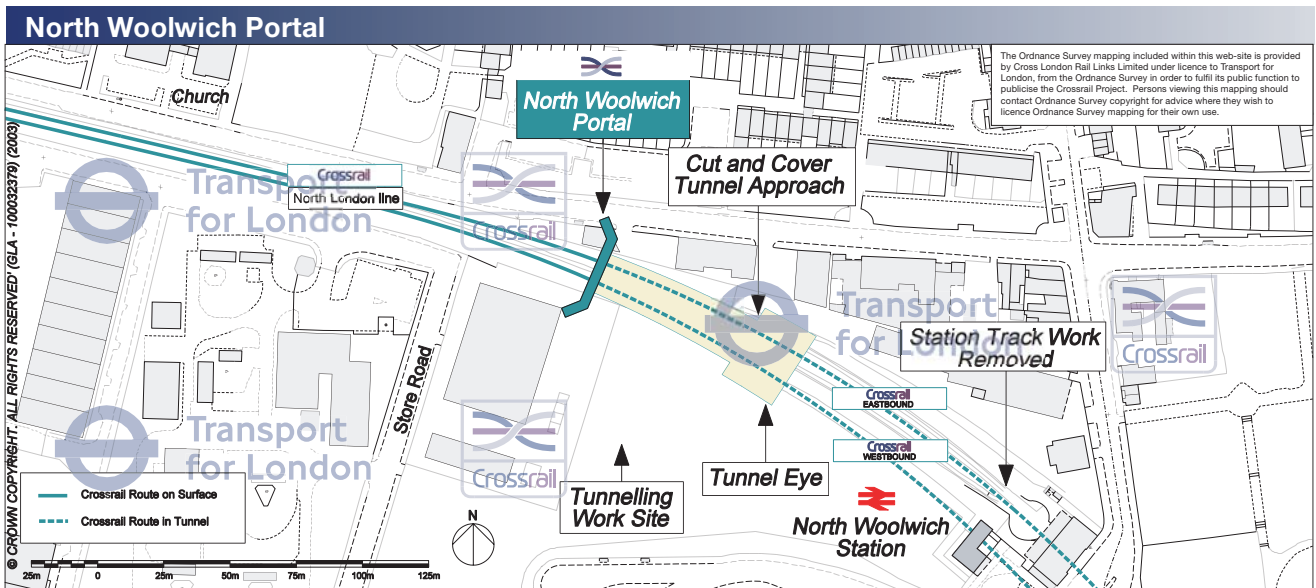 North Woolwich Portal
The Ordnance Survey mapping included within this web-site is provided
by Cross London Rail Links Limited under licence to Transport for
London, from the Ordnance Survey in order to fulfil its public function to
publicise the Crossrail Project. Persons viewing this mapping should
contact Ordnance Survey copyright for advice where they wish to
licence Ordnance Survey mapping for their own use.
Church
North Woolwich
Portal
Cut and Cover
Tunnel Approach
Crossrail
North London line
Transport
for London
Crossrail
Transport
for London
Station Track Work
Removed
Crossrail
Crossrail
EASTBOUND
Crossrail
WESTBOUND
Store Road
Transport
for London
Crossrail
Tunnel Eye
Tunnelling
Work Site
North Woolwich
Station
Crossrail Route on Surface
Crossrail Route in Tunnel
N
25m 0 25m 50m 75m 100m 125m
© CROWN COPYRIGHT. ALL RIGHTS RESERVED' (GLA - 100032379) (2003)